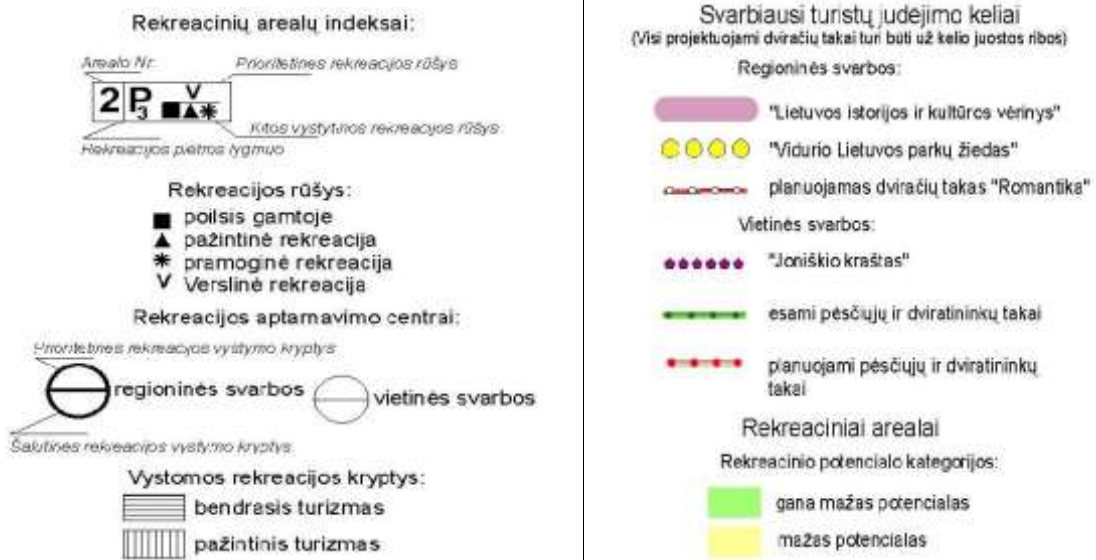 Rekreacinių arealų indeksai:
Arealo Nr.
Prioritetinės rekreacijos rūšys
2 P3 V
Kitos vystytinos rekreacijos rūšys
Rekreacijos plėtros lygmuo
Rekreacijos rūšys:
poilsis gamtoje
pažintinė rekreacija
pramoginė rekreacija
V Verslinė rekreacija
Rekreacijos aptarnavimo centrai:
Prioritetinės rekreacijos vystymo kryptys
regioninės svarbos
vietinės svarbos
Šalutinės rekreacijos vystymo kryptys
Vystomos rekreacijos kryptys:
bendrasis turizmas
pažintinis turizmas
Svarbiausi turistų judėjimo keliai
(Visi projektuojami dviračių takai turi būti už kelio juostos ribos)
Regioninės svarbos:
"Lietuvos istorijos ir kultūros vėrinys"
"Vidurio Lietuvos parkų žiedas"
planuojamas dviračių takas "Romantika"
Vietinės svarbos:
"Joniškio kraštas"
esami pėsčiųjų ir dviratininkų takai
planuojami pėsčiųjų ir dviratininkų
takai
Rekreaciniai arealai
Rekreacinio potencialo kategorijos:
gana mažas potencialas
mažas potencialas